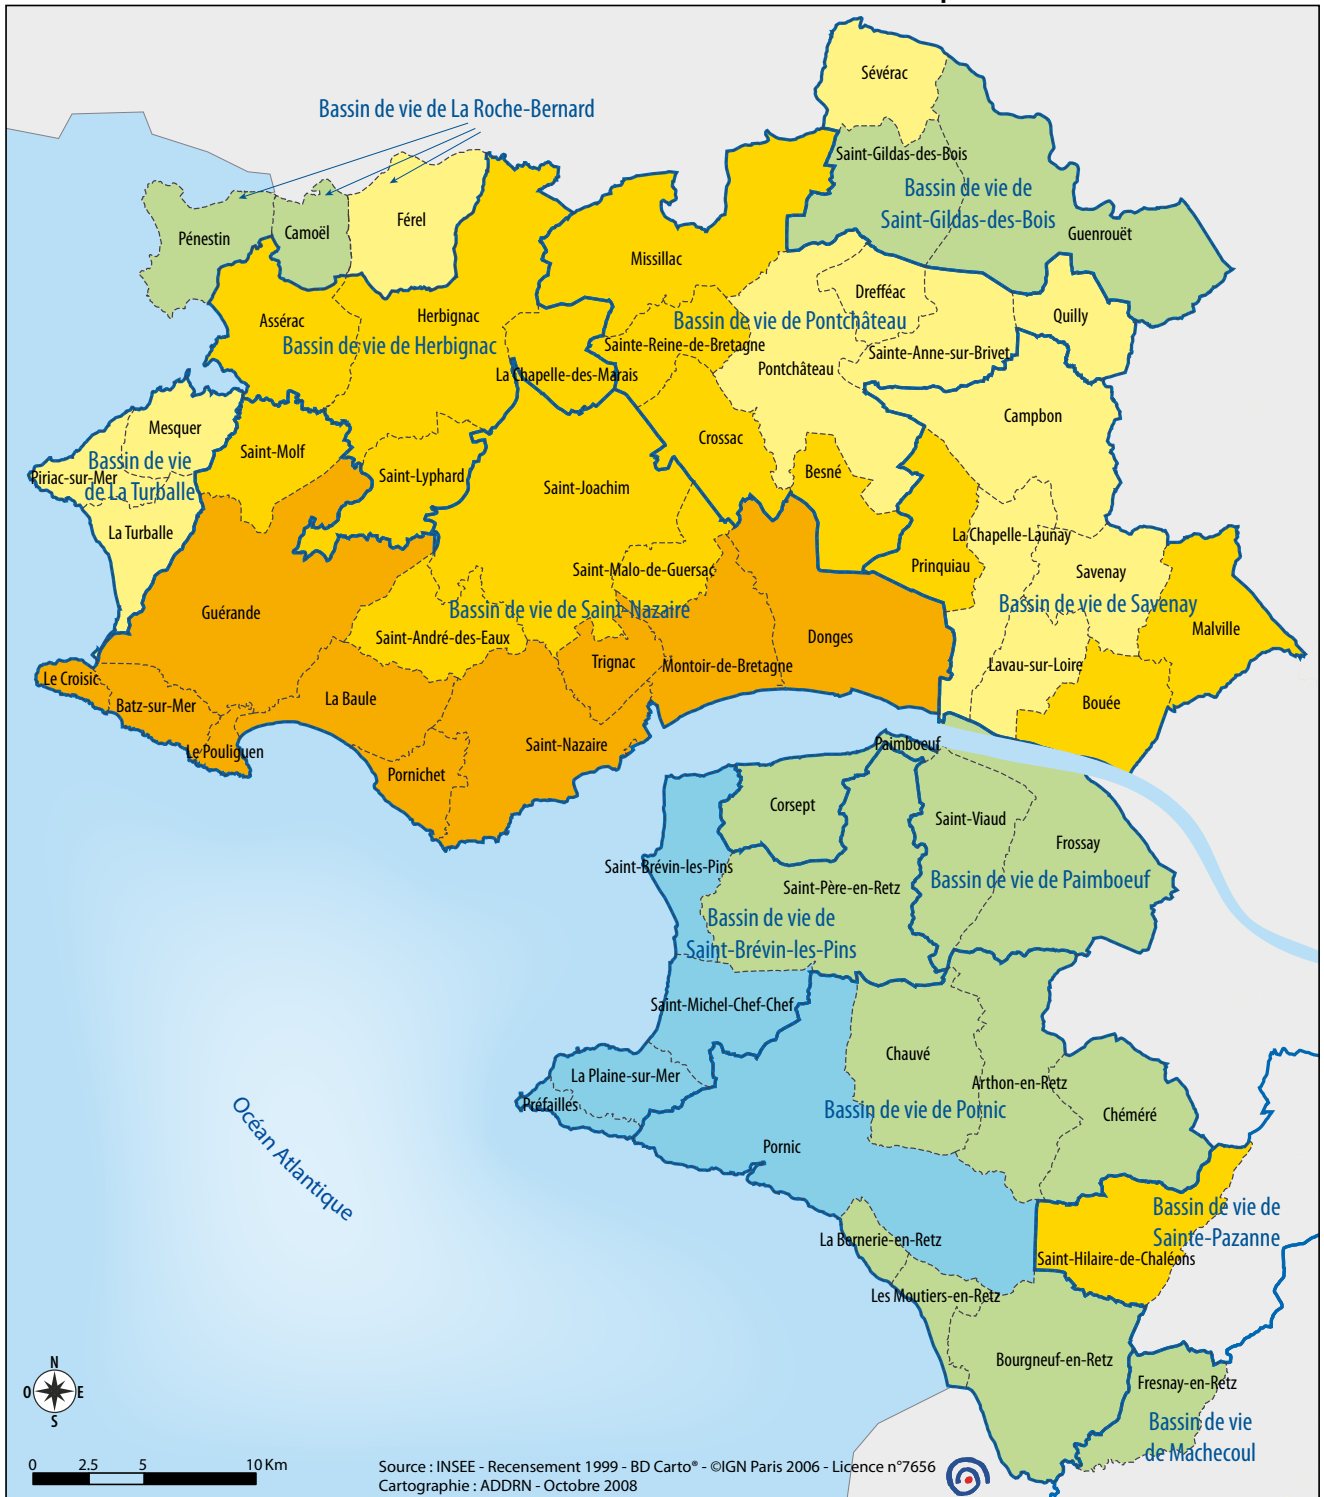 Sévérac
Bassin de vie de La Roche-Bernard
Saint-Gildas-des-Bois
Bassin de vie de
Saint-Gildas-des-Bois
Férel
Camoël
Pénestin
Guenrouët
Missillac
Drefféac
Assérac
Herbignac
Quilly
Bassin de vie de Pontchâteau
Bassin de vie de Herbignac
Sainte-Reine-de-Bretagne
Sainte-Anne-sur-Brivet
Pontchâteau
La Chapelle-des-Marais
Campbon
Mesquer
Crossac
Saint-Molf
Bassin de vie
de La Turballe
Piriac-sur-Mer
Saint-Lyphard
Besné
Saint-Joachim
La Turballe
La Chapelle-Launay
Prinquiau
Saint-Malo-de-Guersac
Savenay
Bassin de vie de Savenay
Guérande
Bassin de vie de Saint-Nazaire
Malville
Saint-André-des-Eaux
Donges
Trignac
Montoir-de-Bretagne
Lavau-sur-Loire
Le Croisic
La Baule
Batz-sur-Mer
Bouée
Le Pouliguen
Saint-Nazaire
Paimboeuf
Pornichet
Corsept
Saint-Viaud
Frossay
Saint-Brévin-les-Pins
Saint-Père-en-Retz
Bassin de vie de Paimboeuf
Bassin de vie de
Saint-Brévin-les-Pins
Saint-Michel-Chef-Chef
Chauvé
La Plaine-sur-Mer
Arthon-en-Retz
Préfailles
Bassin de vie de Pornic
Chéméré
Océan Atlantique
Pornic
Bassin de vie de
Sainte-Pazanne
La Bernerie-en-Retz
Saint-Hilaire-de-Chaléons
Les Moutiers-en-Retz
Bourgneuf-en-Retz
Fresnay-en-Retz
Bassin de vie
de Machecoul
N
O E
S
0 2.5 5 10 Km
Source : INSEE - Recensement 1999 - BD Carto® - ©IGN Paris 2006 - Licence n°7656
Cartographie : ADDRN - Octobre 2008